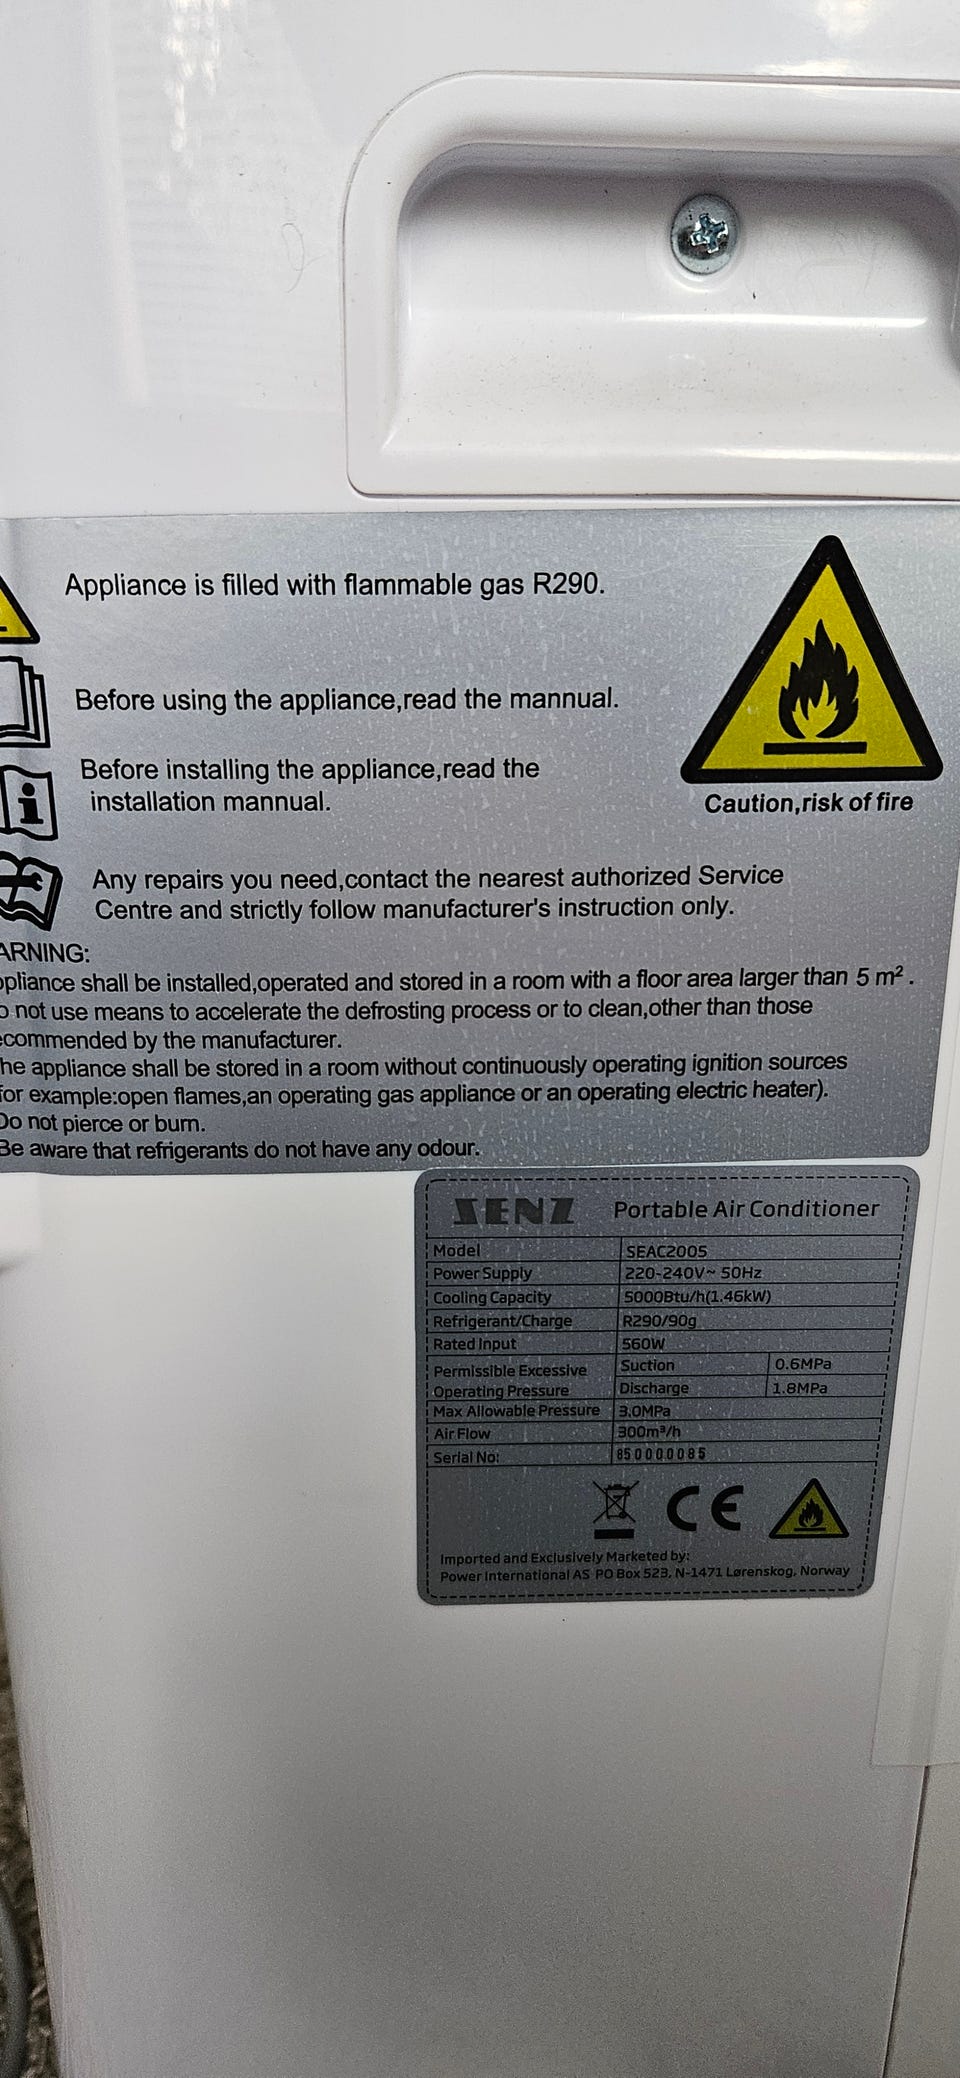 Appliance is filled with flammable gas R290.
Before using the appliance,read the mannual.
Before installing the appliance,read the
installation mannual.
Caution,risk of fire
Any repairs you need,contact the nearest authorized Service
Centre and strictly follow manufacturer's instruction only.
ARNING:
ppliance shall be installed,operated and stored in a room with a floor area larger than 5 m².
o not use means to accelerate the defrosting process or to clean,other than those
ecommended by the manufacturer.
he appliance shall be stored in a room without continuously operating ignition sources
for example:open flames,an operating gas appliance or an operating electric heater).
Do not pierce or burn.
Be aware that refrigerants do not have any odour.
SENZ Portable Air Conditioner
Model SEAC2005
Power Supply 220-240V~ 50Hz
Cooling Capacity 5000Btu/h(1.46kW)
Refrigerant/Charge R290/90g
Rated Input 560W
Permissible Excessive Operating Pressure Suction 0.6MPa
Discharge 1.8MPa
Max Allowable Pressure 3.0MPa
Air Flow 300m³/h
Serial No: 850000085
CE
Imported and Exclusively Marketed by:
Power International AS PO Box 523, N-1471 Lørenskog, Norway